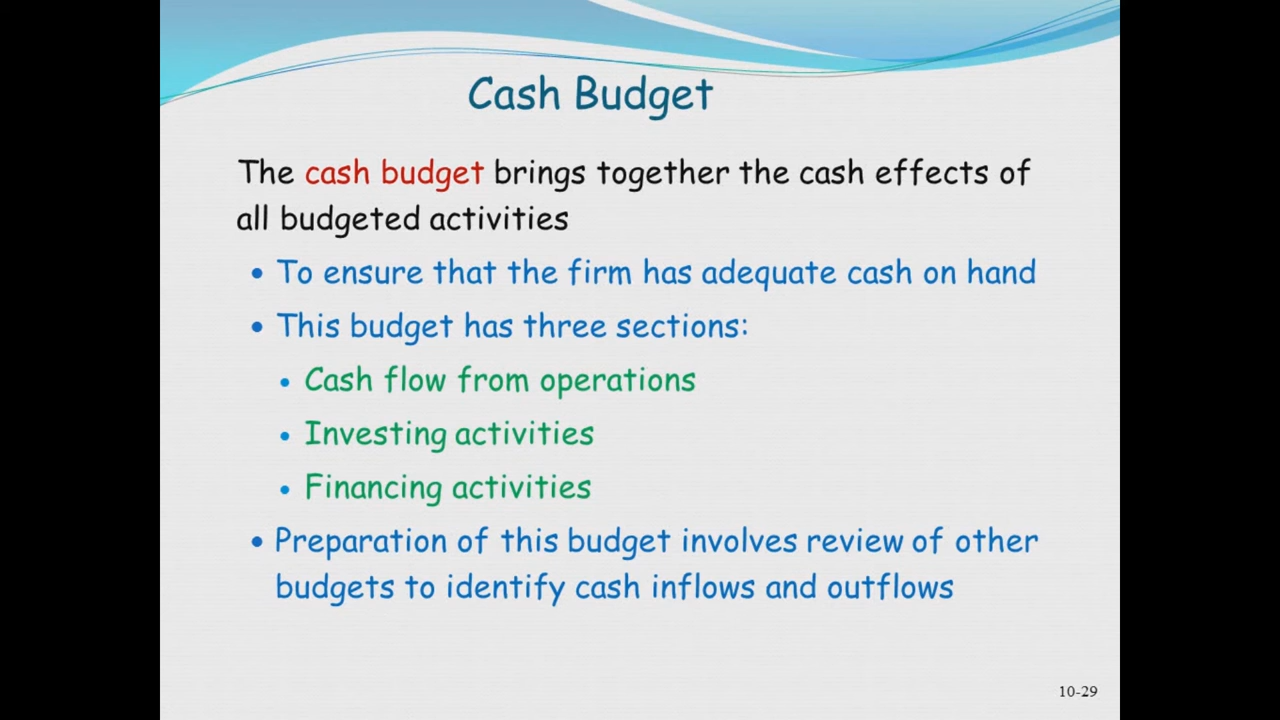 Cash Budget
The cash budget brings together the cash effects of
all budgeted activities
• To ensure that the firm has adequate cash on hand
• This budget has three sections:
• Cash flow from operations
• Investing activities
• Financing activities
• Preparation of this budget involves review of other
budgets to identify cash inflows and outflows
10-29